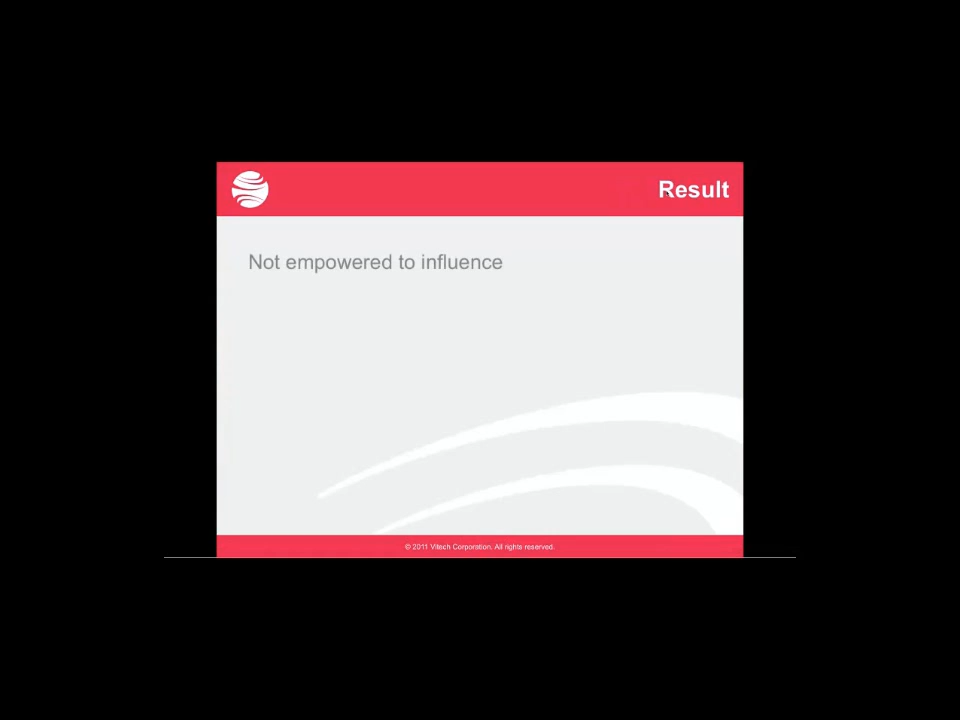 Result
Not empowered to influence
© 2011 Vitech Corporation. All rights reserved.